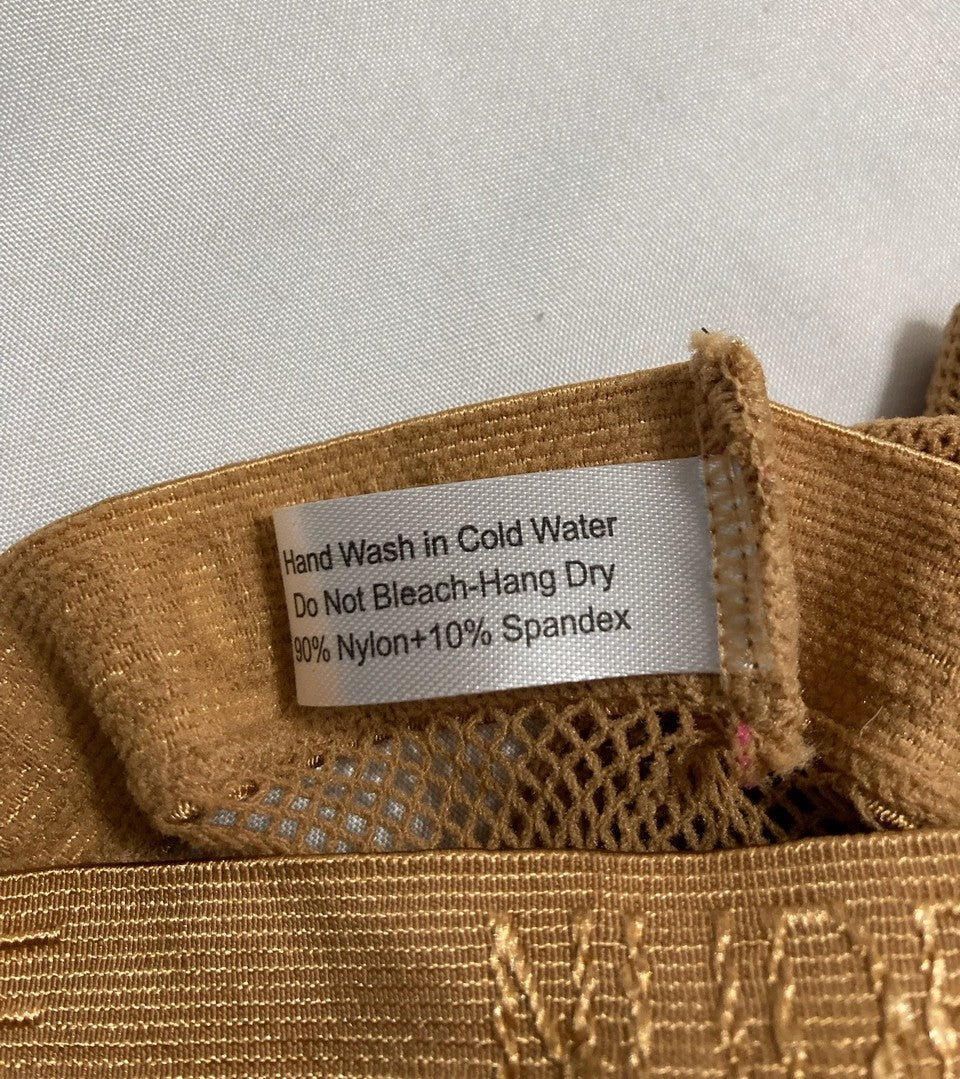 Hand Wash in Cold Water
Do Not Bleach-Hang Dry
90% Nylon+10% Spandex